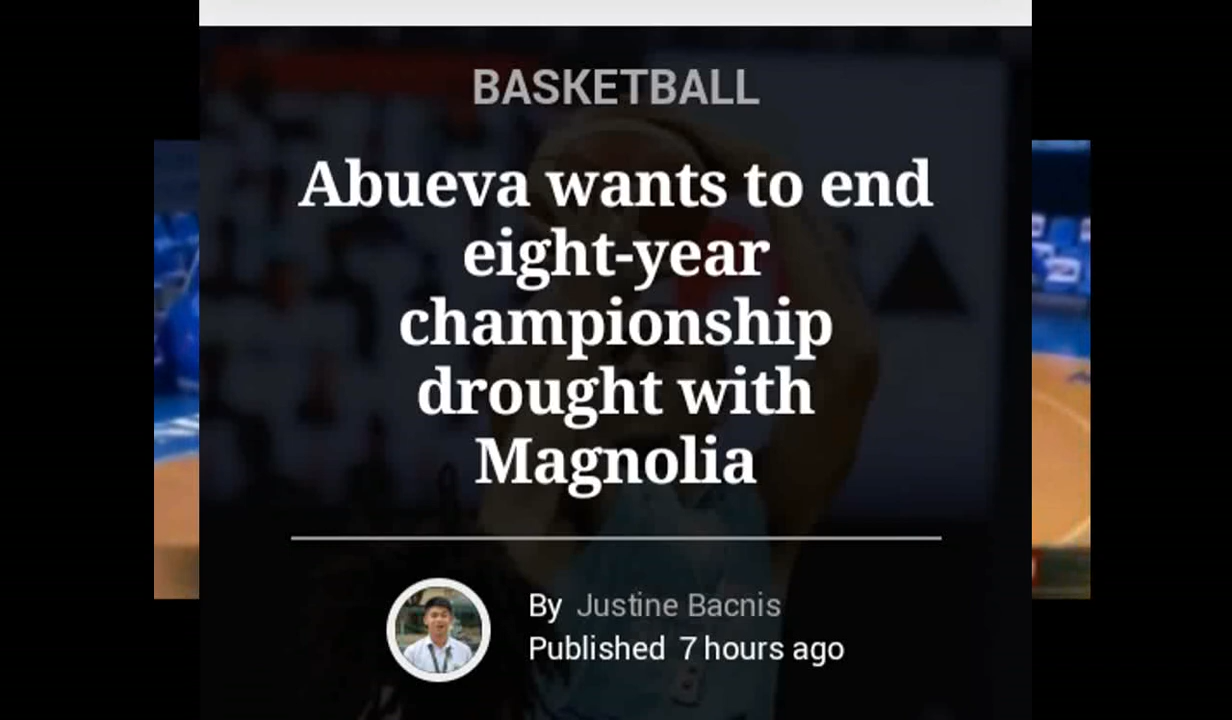 BASKETBALL
Abueva wants to end
eight-year
championship
drought with
Magnolia
By Justine Bacnis
Published 7 hours ago